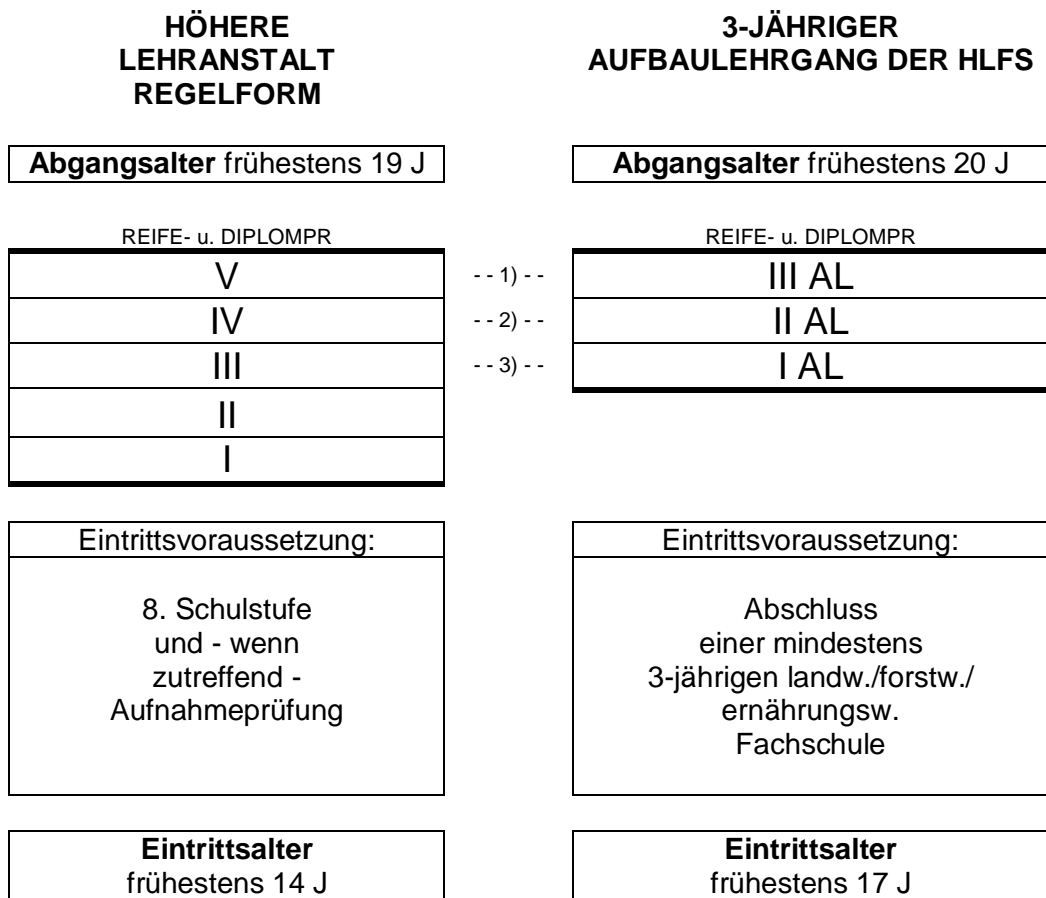 HÖHERE
LEHRANSTALT
REGELFORM
3-JÄHRIGER
AUFBAULEHRGANG DER HLFS
Abgangsalter frühestens 19 J
Abgangsalter frühestens 20 J
REIFE- u. DIPLOMPR
REIFE- u. DIPLOMPR
V
- - 1) - -
III AL
IV
- - 2) - -
II AL
III
- - 3) - -
I AL
II
I
Eintrittsvoraussetzung:
8. Schulstufe
und - wenn
zutreffend -
Aufnahmeprüfung
Eintrittsvoraussetzung:
Abschluss
einer mindestens
3-jährigen landw./forstw./
ernährungsw.
Fachschule
Eintrittsalter
frühestens 14 J
Eintrittsalter
frühestens 17 J